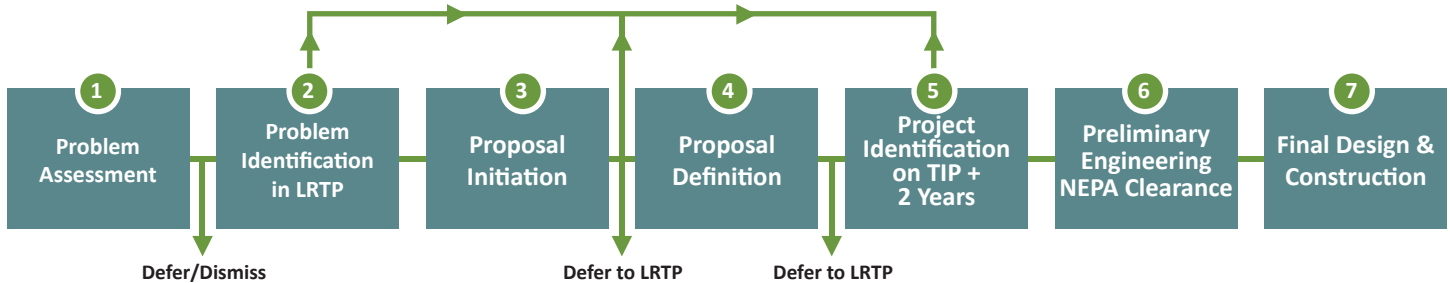 1
Problem
Assessment
2
Problem
Identification
in LRTP
3
Proposal
Initiation
4
Proposal
Definition
5
Project
Identification
on TIP +
2 Years
6
Preliminary
Engineering
NEPA Clearance
7
Final Design &
Construction
Defer/Dismiss
Defer to LRTP
Defer to LRTP